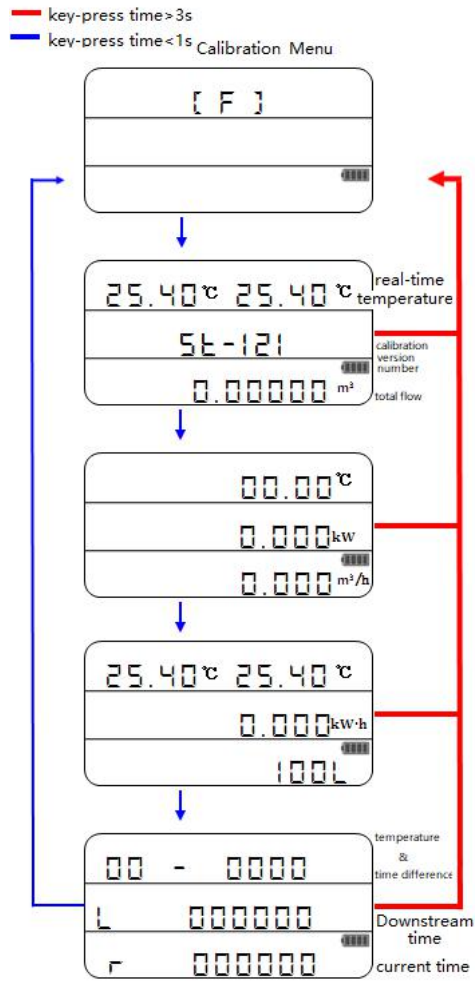 key-press time>3s
key-press time<1s
Calibration Menu
[ F ]
25.40℃ 25.40℃
real-time
temperature
St-121
calibration
version
number
0.00000 m³
total flow
00.00℃
0.000kW
0.000m³/h
25.40℃ 25.40℃
0.000kW·h
100L
temperature
&
time difference
00 - 0000
L 000000
Downstream
time
r 000000
current time